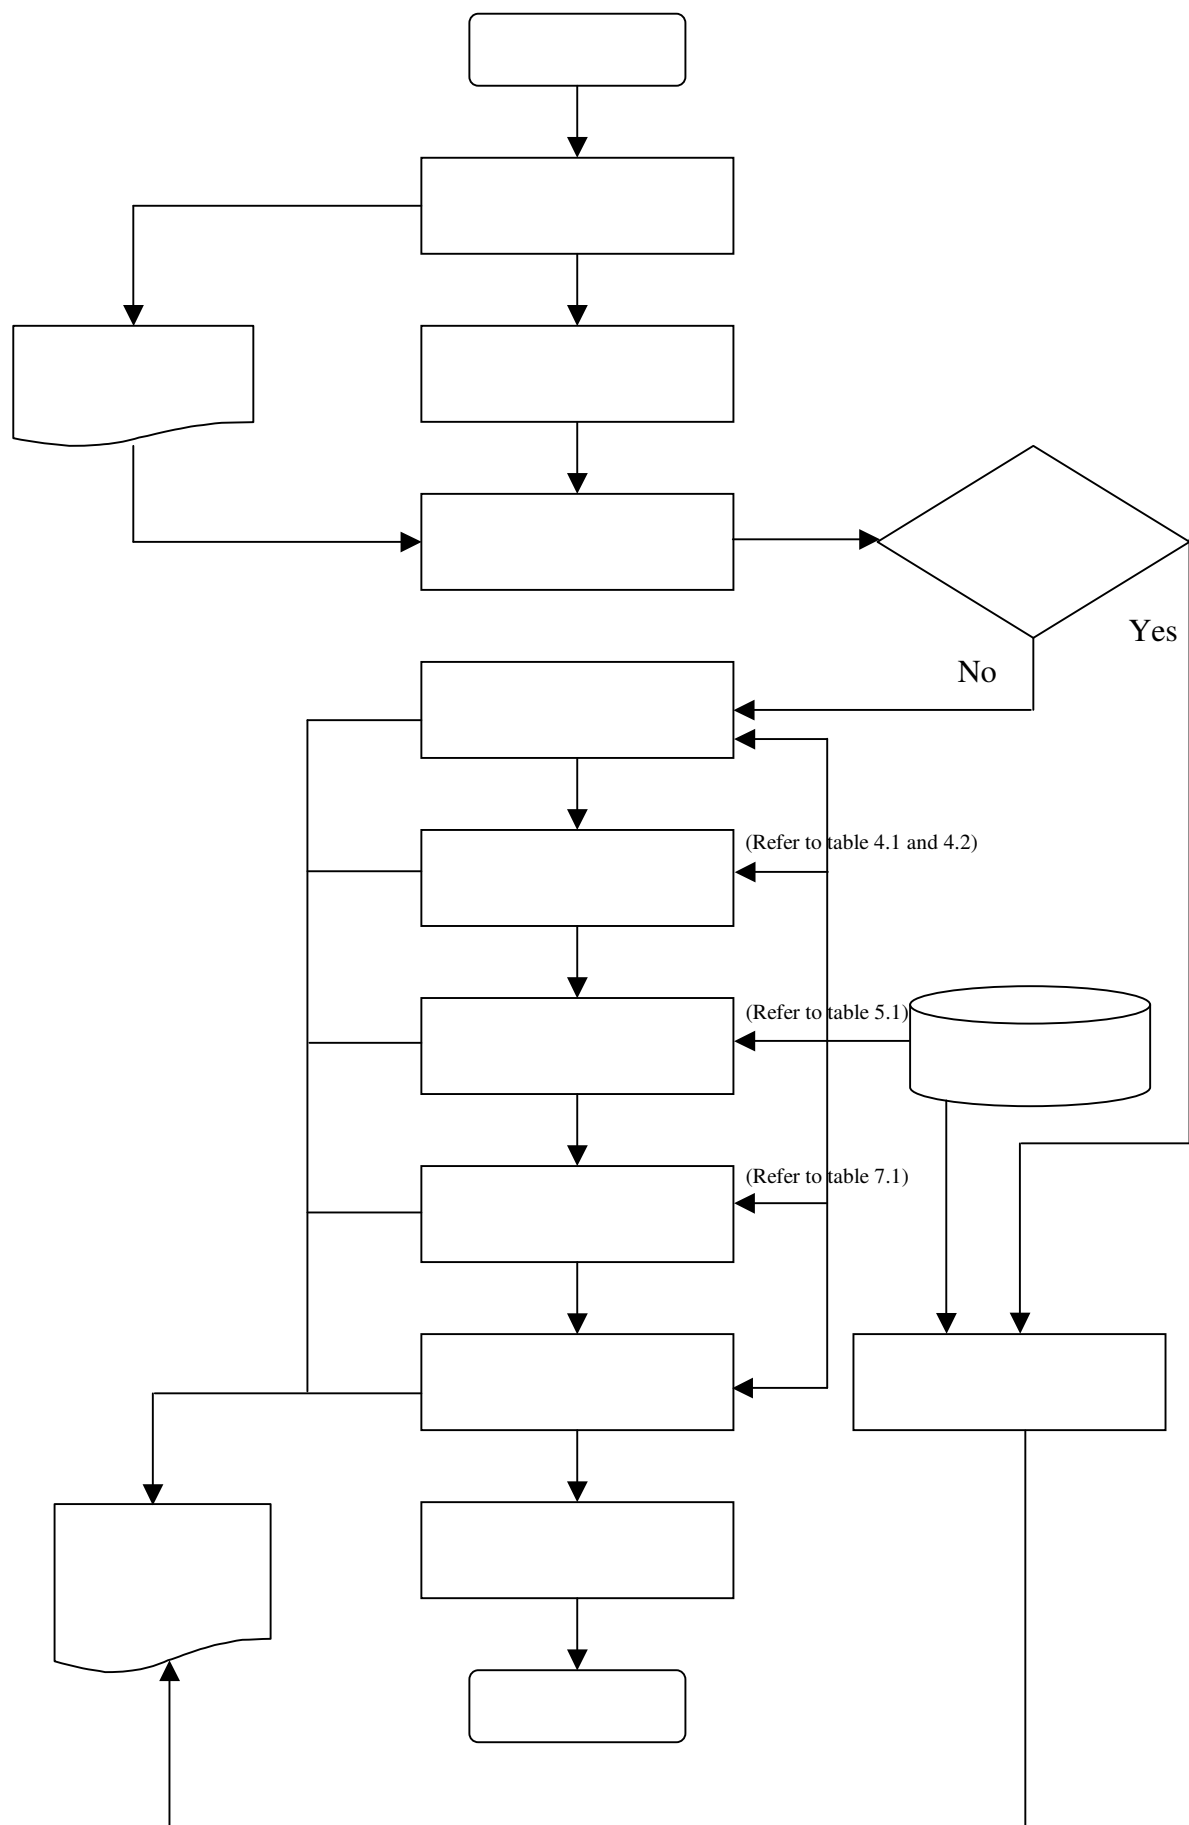 Yes
No
(Refer to table 4.1 and 4.2)
(Refer to table 5.1)
(Refer to table 7.1)